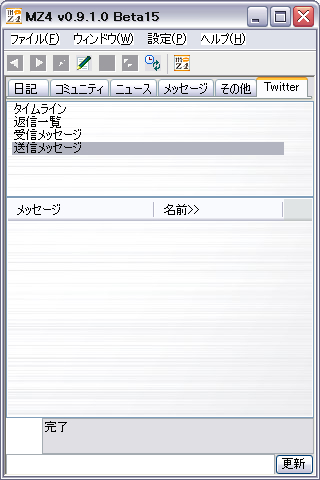 MZ4 v0.9.1.0 Beta15
ファイル(F) ウィンドウ(W) 設定(P) ヘルプ(H)
日記 コミュニティ ニュース メッセージ その他 Twitter
タイムライン
返信一覧
受信メッセージ
送信メッセージ
メッセージ 名前>>
完了
更新